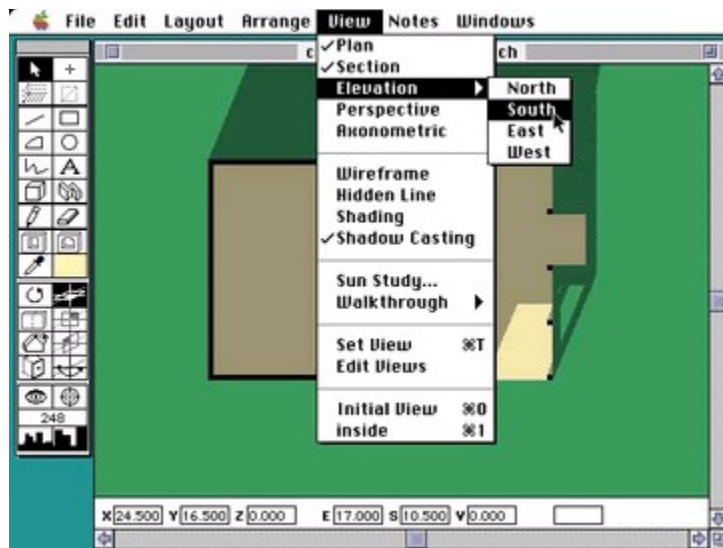 File Edit Layout Arrange View Notes Windows
c ch
✓Plan
✓Section
Elevation
Perspective
Axonometric
North
South
East
West
Wireframe
Hidden Line
Shading
✓Shadow Casting
Sun Study...
Walkthrough
Set View ⌘T
Edit Views
Initial View ⌘0
inside ⌘1
A
248
X 24.500 Y 16.500 Z 0.000 E 17.000 S 10.500 V 0.000